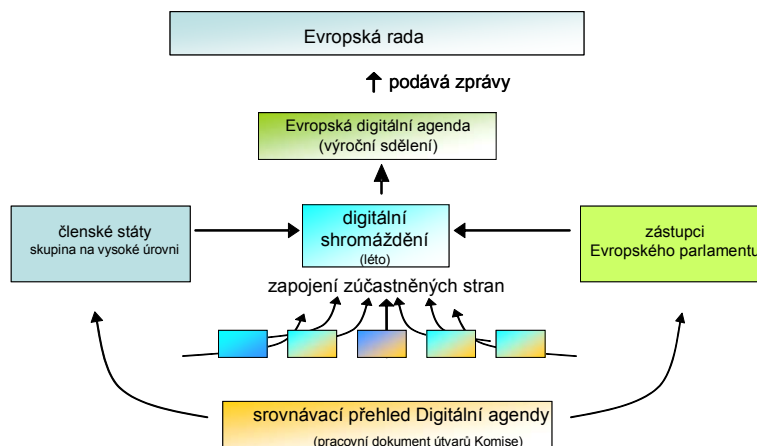 Evropská rada
podává zprávy
Evropská digitální agenda
(výroční sdělení)
členské státy
skupina na vysoké úrovni
digitální
shromáždění
(léto)
zástupci
Evropského parlamentu
zapojení zúčastněných stran
srovnávací přehled Digitální agendy
(pracovní dokument útvarů Komise)